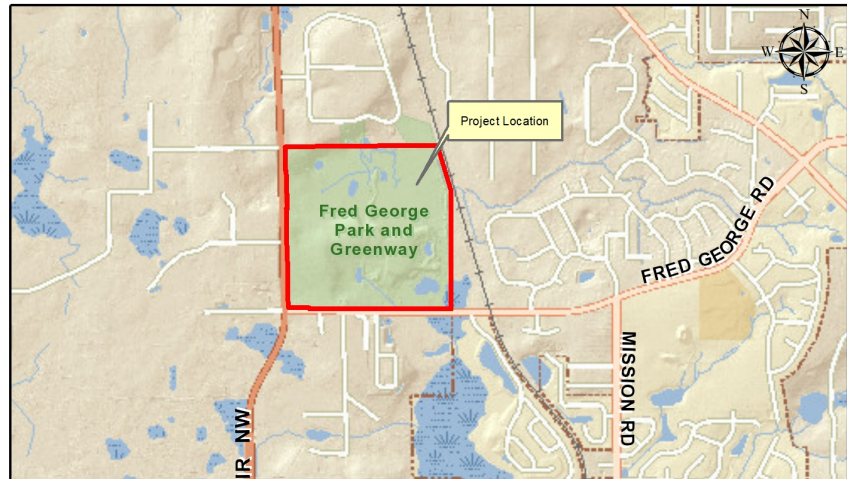 N
W
E
S
Project Location
Fred George
Park and
Greenway
FRED GEORGE RD
MISSION RD
IR NW